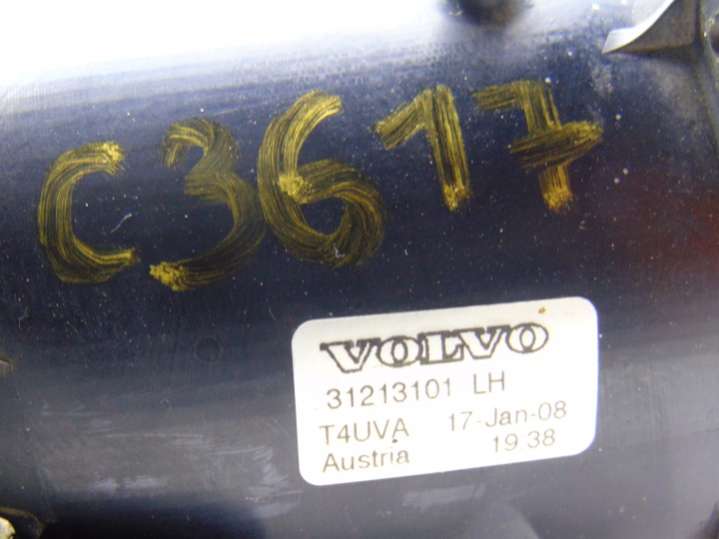 C3617
VOLVO
31213101 LH
T4UVA 17-Jan-08
Austria 19 38